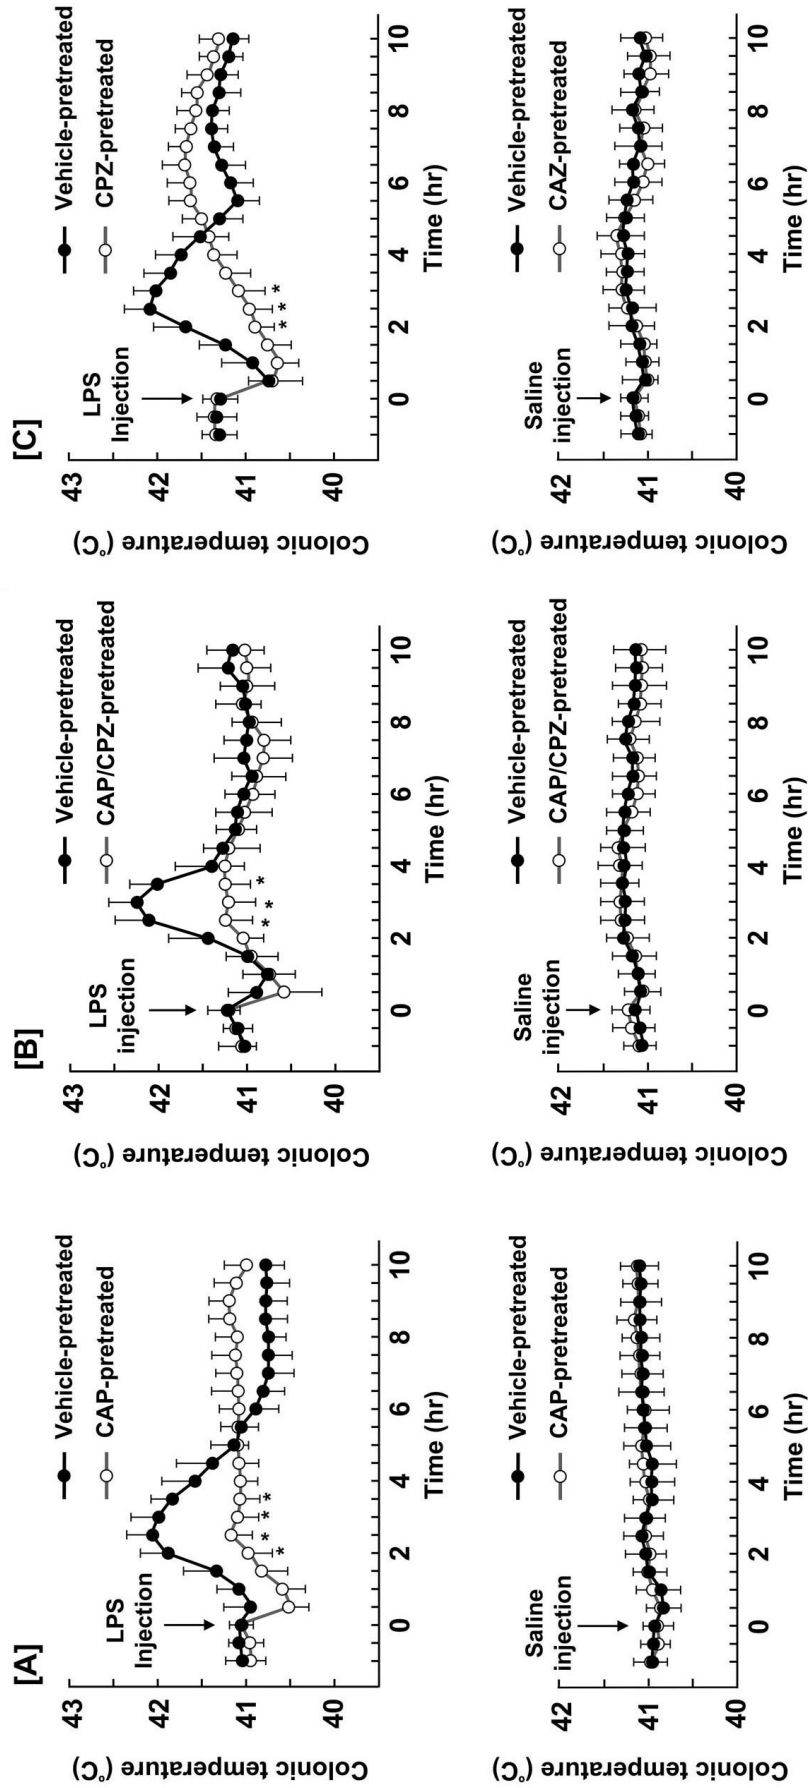 [A]
Vehicle-pretreated
CAP-pretreated
LPS
Injection
Colonic temperature (°C)
43
42
41
40
0
2
4
6
8
10
Time (hr)
Vehicle-pretreated
CAP-pretreated
Saline
injection
Colonic temperature (°C)
42
41
40
0
2
4
6
8
10
Time (hr)
[B]
Vehicle-pretreated
CAP/CPZ-pretreated
LPS
injection
Colonic temperature (°C)
43
42
41
40
0
2
4
6
8
10
Time (hr)
Vehicle-pretreated
CAP/CPZ-pretreated
Saline
injection
Colonic temperature (°C)
42
41
40
0
2
4
6
8
10
Time (hr)
[C]
Vehicle-pretreated
CPZ-pretreated
LPS
Injection
Colonic temperature (°C)
43
42
41
40
0
2
4
6
8
10
Time (hr)
Vehicle-pretreated
CAZ-pretreated
Saline
injection
Colonic temperature (°C)
42
41
40
0
2
4
6
8
10
Time (hr)